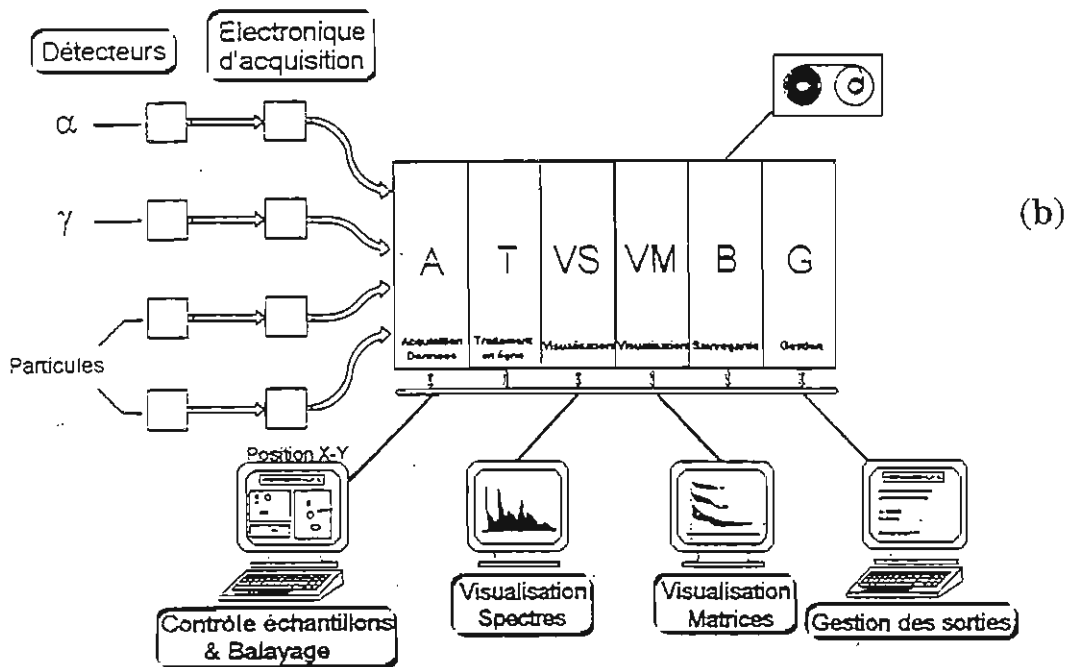 Détecteurs
Electronique
d'acquisition
α
γ
Particules
(b)
A
T
VS
VM
B
G
Acquisition
Données
Traitement
en ligne
Visualisation
Visualisation
Sauvegarde
Gestion
Position X-Y
Contrôle échantillons
& Balayage
Visualisation
Spectres
Visualisation
Matrices
Gestion des sorties